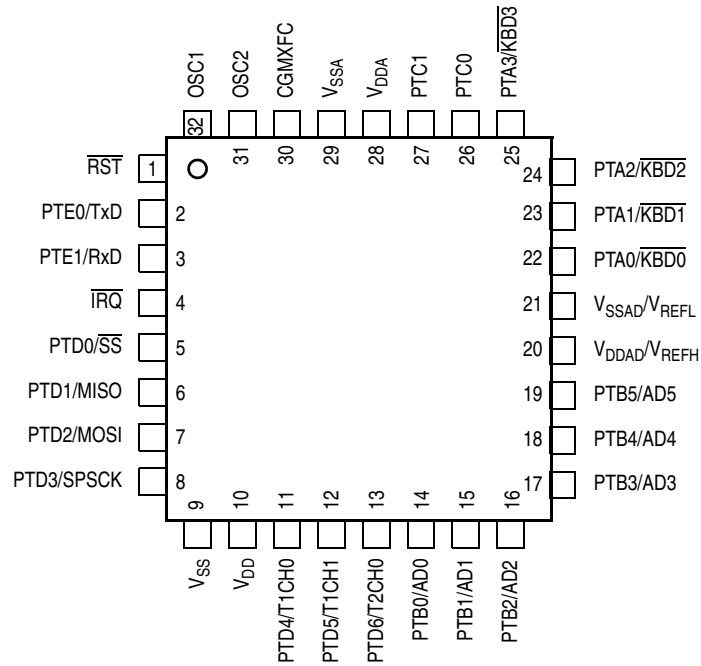 OSC1
OSC2
CGMXFC
VSSA
VDDA
PTC1
PTC0
PTA3/KBD3
32
31
30
29
28
27
26
25
RST
1
PTE0/TxD
2
PTE1/RxD
3
IRQ
4
PTD0/SS
5
PTD1/MISO
6
PTD2/MOSI
7
PTD3/SPSCK
8
24
PTA2/KBD2
23
PTA1/KBD1
22
PTA0/KBD0
21
VSSAD/VREFL
20
VDDAD/VREFH
19
PTB5/AD5
18
PTB4/AD4
17
PTB3/AD3
9
10
11
12
13
14
15
16
VSS
VDD
PTD4/T1CH0
PTD5/T1CH1
PTD6/T2CH0
PTB0/AD0
PTB1/AD1
PTB2/AD2